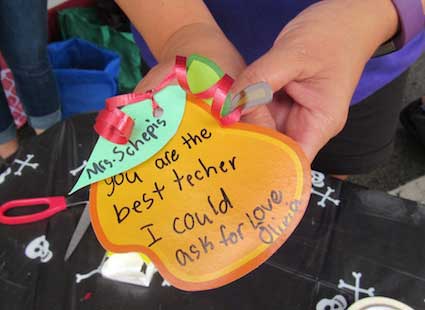 Mrs. Schepis
you are the
best techer
I could
ask for Love
Olivia